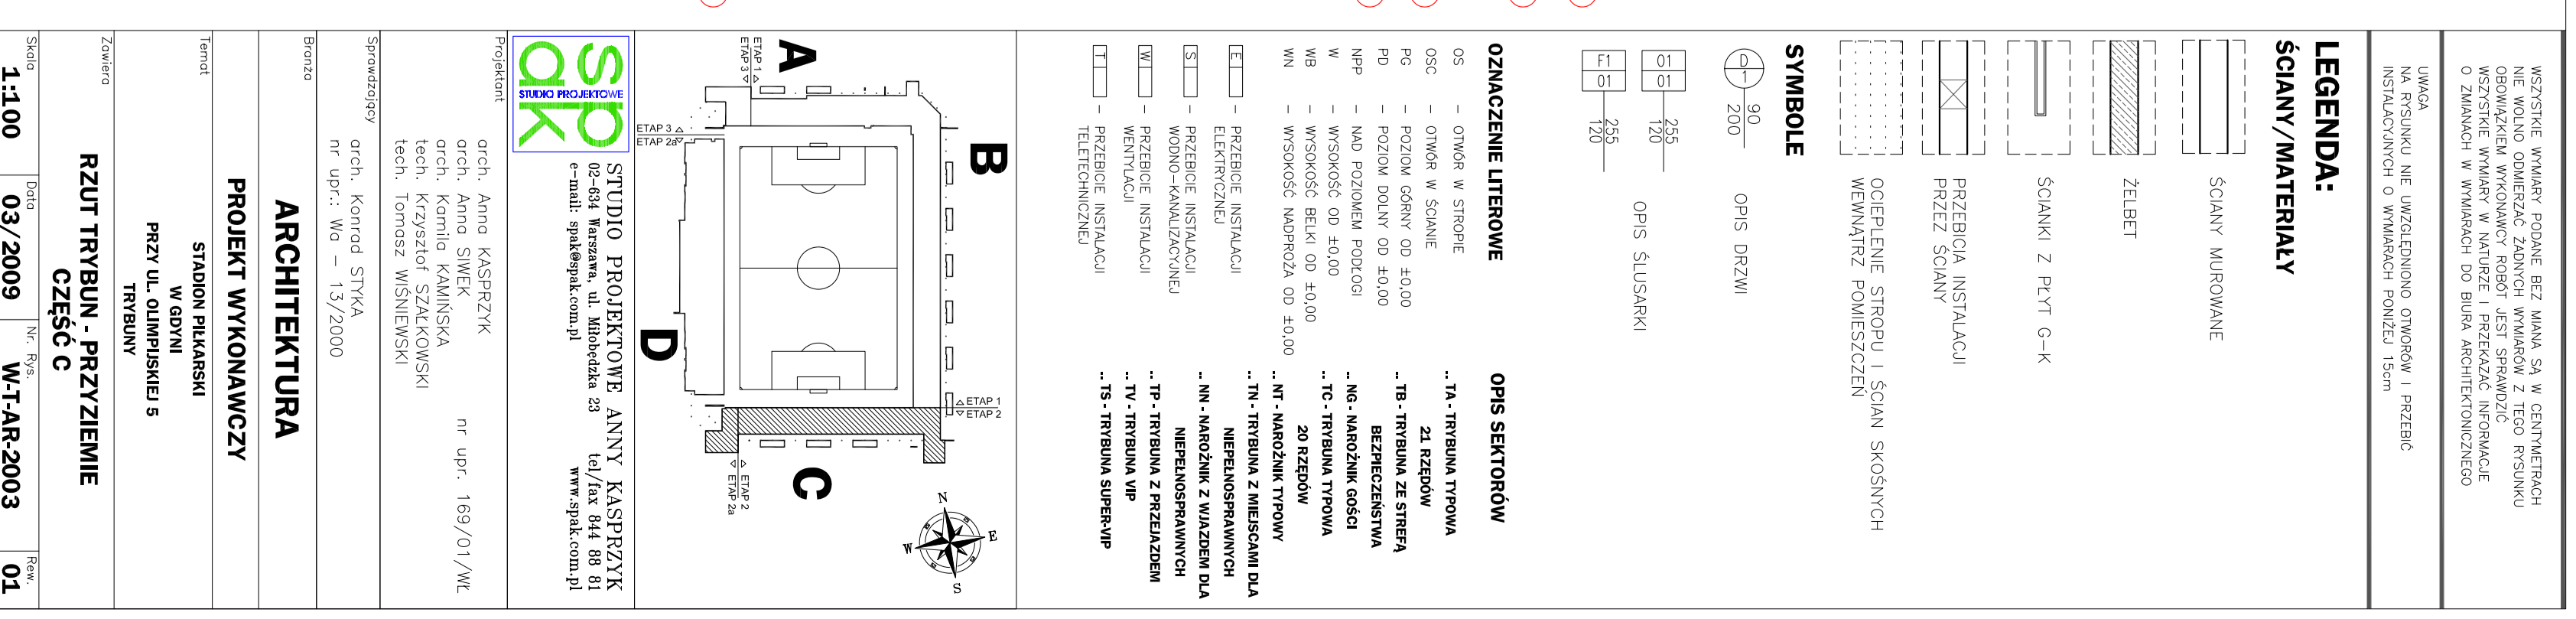 WSZYSTKIE WYMIARY PODANE BEZ MIANA SĄ W CENTYMETRACH
NIE WOLNO ODMIERZAĆ ŻADNYCH WYMIARÓW Z TEGO RYSUNKU
OBOWIĄZKIEM WYKONAWCY ROBÓT JEST SPRAWDZIĆ
WSZYSTKIE WYMIARY W NATURZE I PRZEKAZAĆ INFORMACJE
O ZMIANACH W WYMIARACH DO BIURA ARCHITEKTONICZNEGO
UWAGA
NA RYSUNKU NIE UWZGLĘDNIONO OTWORÓW I PRZEBIĆ
INSTALACYJNYCH O WYMIARACH PONIŻEJ 15cm
LEGENDA:
ŚCIANY/MATERIAŁY
ŚCIANY MUROWANE
ŻELBET
ŚCIANKI Z PŁYT G-K
PRZEBICIA INSTALACJI
PRZEZ ŚCIANY
OCIEPLENIE STROPU I ŚCIAN SKOŚNYCH
WEWNĄTRZ POMIESZCZEŃ
SYMBOLE
D 1 90 200 OPIS DRZWI
01 01 255 120
OPIS ŚLUSARKI
F1 01 255 120
OZNACZENIE LITEROWE
OS - OTWÓR W STROPIE
OSC - OTWÓR W ŚCIANIE
PG - POZIOM GÓRNY OD ±0,00
PD - POZIOM DOLNY OD ±0,00
NPP - NAD POZIOMEM PODŁOGI
W - WYSOKOŚĆ OD ±0,00
WB - WYSOKOŚĆ BELKI OD ±0,00
WN - WYSOKOŚĆ NADPROŻA OD ±0,00
E - PRZEBICIE INSTALACJI
ELEKTRYCZNEJ
S - PRZEBICIE INSTALACJI
WODNO-KANALIZACYJNEJ
W - PRZEBICIE INSTALACJI
WENTYLACJI
T - PRZEBICIE INSTALACJI
TELETECHNICZNEJ
OPIS SEKTORÓW
.. TA - TRYBUNA TYPOWA
21 RZĘDÓW
.. TB - TRYBUNA ZE STREFĄ
BEZPIECZEŃSTWA
.. NG - NAROŻNIK GOŚCI
.. TC - TRYBUNA TYPOWA
20 RZĘDÓW
.. NT - NAROŻNIK TYPOWY
.. TN - TRYBUNA Z MIEJSCAMI DLA
NIEPEŁNOSPRAWNYCH
.. NN - NAROŻNIK Z WJAZDEM DLA
NIEPEŁNOSPRAWNYCH
.. TP - TRYBUNA Z PRZEJAZDEM
.. TV - TRYBUNA VIP
.. TS - TRYBUNA SUPER-VIP
B
A
ETAP 1
ETAP 3
ETAP 3
ETAP 2a
D
C
ETAP 1
ETAP 2
ETAP 2
ETAP 2a
N
E
W
S
spak
STUDIO PROJEKTOWE
STUDIO PROJEKTOWE ANNY KASPRZYK
02-634 Warszawa, ul. Miłobędzka 23 tel/fax 844 88 81
e-mail: spak@spak.com.pl www.spak.com.pl
Projektant
arch. Anna KASPRZYK
arch. Anna SIWEK nr upr. 169/01/WŁ
arch. Kamila KAMIŃSKA
tech. Krzysztof SZAŁKOWSKI
tech. Tomasz WIŚNIEWSKI
Sprawdzający
arch. Konrad STYKA
nr upr.: Wa - 13/2000
Branża
ARCHITEKTURA
PROJEKT WYKONAWCZY
Temat
STADION PIŁKARSKI
W GDYNI
PRZY UL. OLIMPIJSKIEJ 5
TRYBUNY
Zawiera
RZUT TRYBUN - PRZYZIEMIE
CZĘŚĆ C
Skala Data Nr. Rys. Rew.
1:100 03/2009 W-T-AR-2003 01